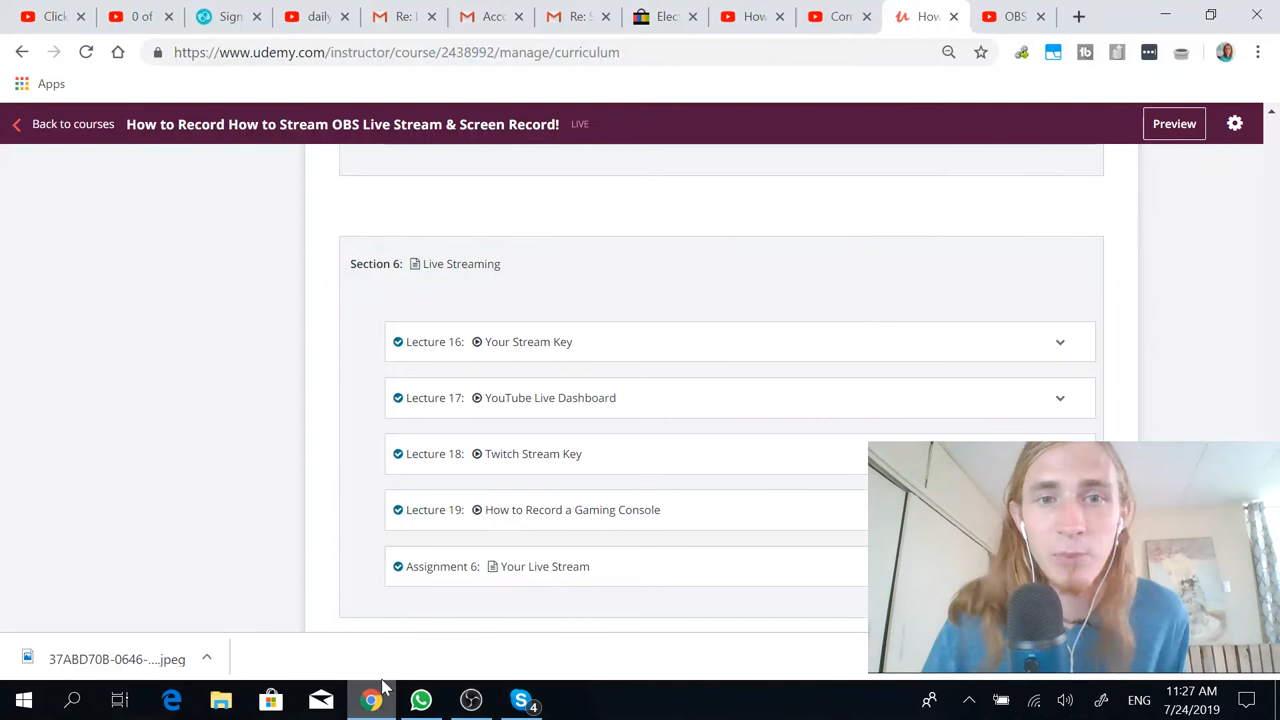 Click
0 of
Sign
daily
Re: I
Acc
Re: S
Elect
How
Con
How
OBS
https://www.udemy.com/instructor/course/2438992/manage/curriculum
Apps
Back to courses How to Record How to Stream OBS Live Stream & Screen Record! LIVE Preview
Section 6: Live Streaming
Lecture 16: Your Stream Key
Lecture 17: YouTube Live Dashboard
Lecture 18: Twitch Stream Key
Lecture 19: How to Record a Gaming Console
Assignment 6: Your Live Stream
37ABD70B-0646-....jpeg
4
ENG
11:27 AM
7/24/2019